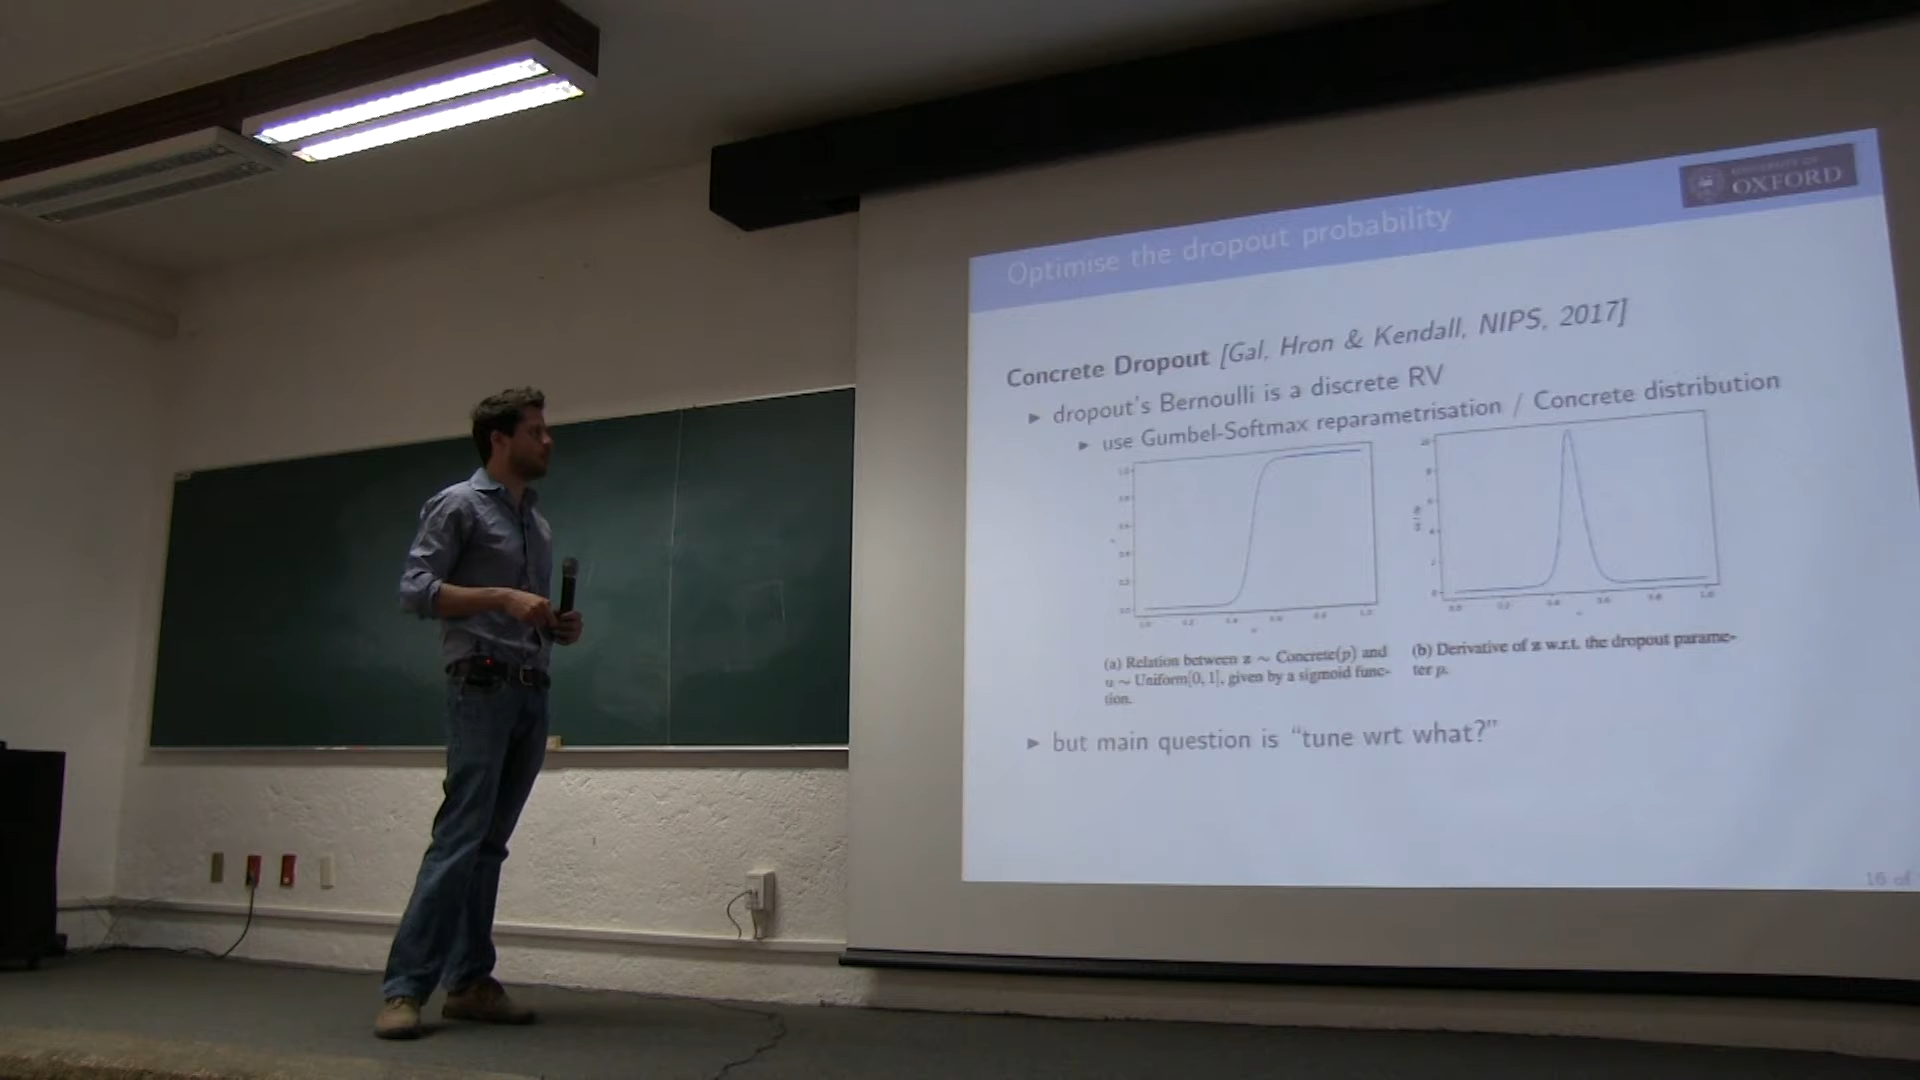 UNIVERSITY OF
OXFORD
Optimise the dropout probability
Concrete Dropout [Gal, Hron & Kendall, NIPS, 2017]
▶ dropout's Bernoulli is a discrete RV
▶ use Gumbel-Softmax reparametrisation / Concrete distribution
(a) Relation between z ~ Concrete(p) and
u ~ Uniform[0, 1], given by a sigmoid func-
tion.
(b) Derivative of z w.r.t. the dropout parame-
ter p.
▶ but main question is “tune wrt what?”
16 of